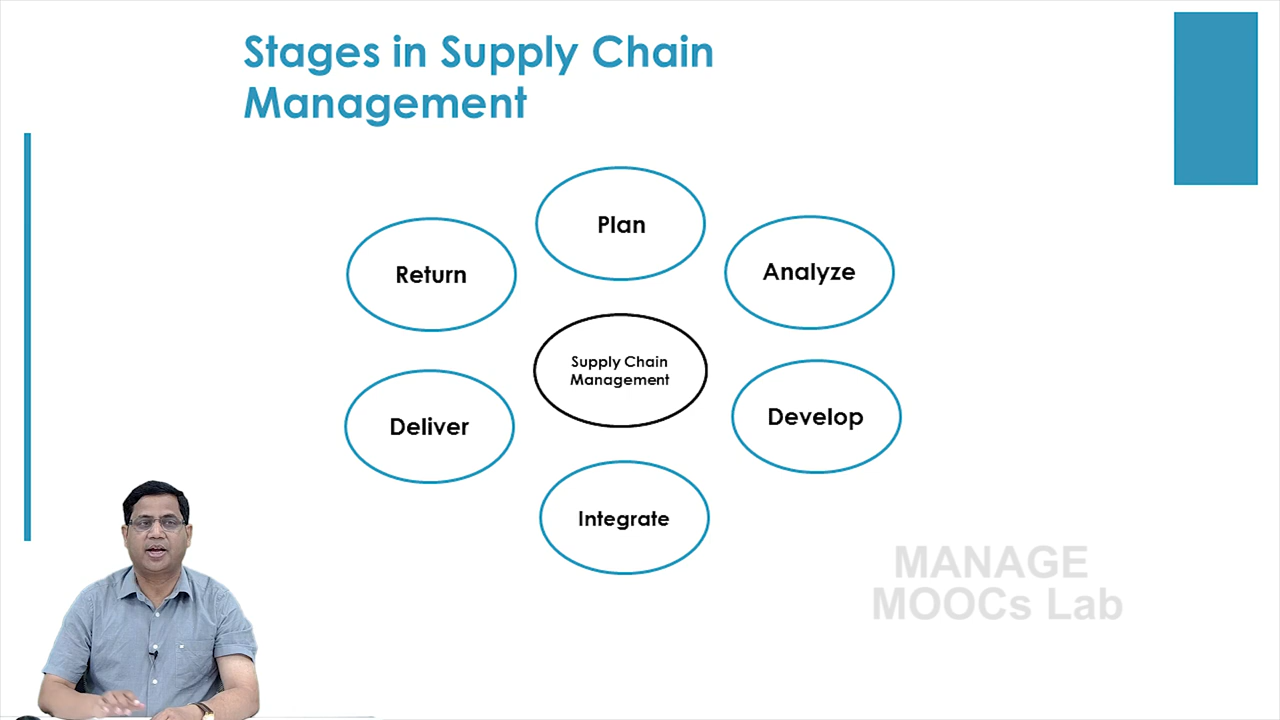 Stages in Supply Chain
Management
Plan
Return
Analyze
Supply Chain
Management
Deliver
Develop
Integrate
MANAGE
MOOCs Lab